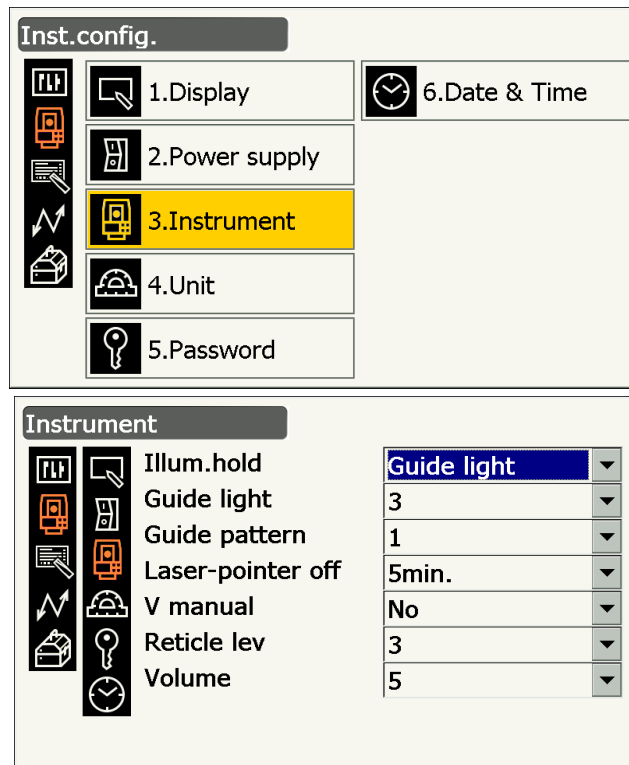 Inst.config.
1.Display
2.Power supply
3.Instrument
4.Unit
5.Password
6.Date & Time
Instrument
Illum.hold Guide light
Guide light 3
Guide pattern 1
Laser-pointer off 5min.
V manual No
Reticle lev 3
Volume 5